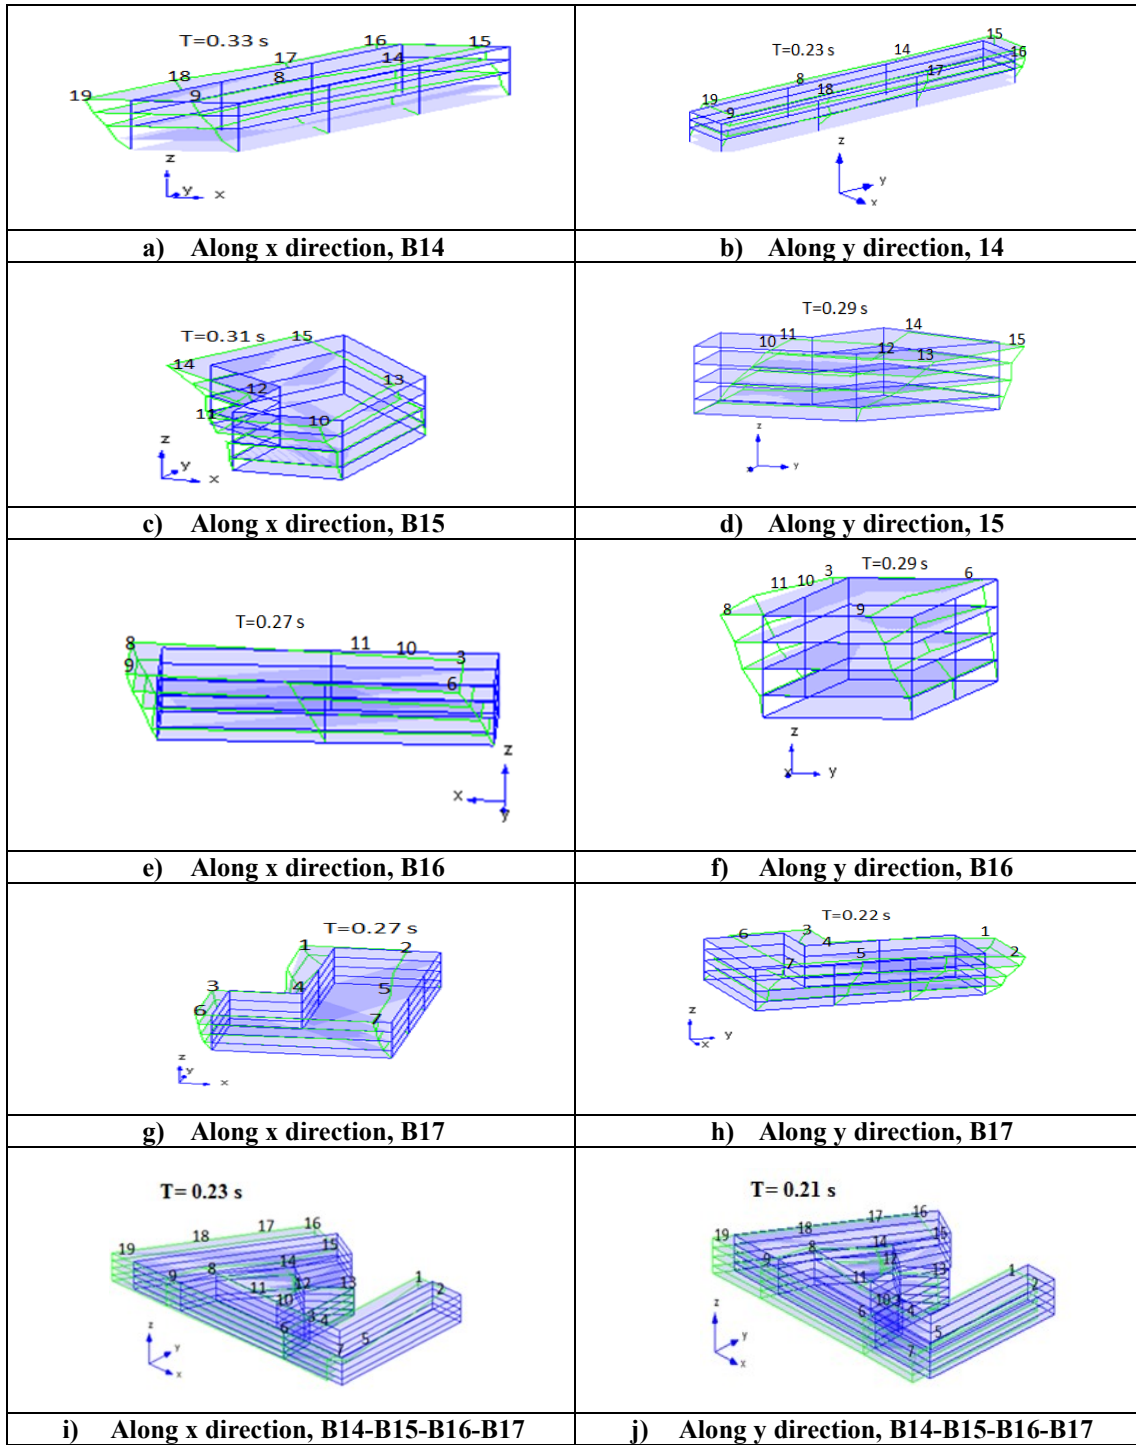 T=0.33 s
16
15
17
14
18
8
19
9
z
y
x
T=0.23 s
15
14
16
8
17
18
19
9
z
y
x
a) Along x direction, B14
b) Along y direction, 14
T=0.31 s
15
14
13
12
11
10
z
y
x
T=0.29 s
14
11
10
12
13
15
z
y
c) Along x direction, B15
d) Along y direction, 15
T=0.27 s
8
11
10
3
9
6
z
x
y
T=0.29 s
3
6
11
10
8
9
z
x
y
e) Along x direction, B16
f) Along y direction, B16
T=0.27 s
1
2
3
4
5
6
7
z
y
x
T=0.22 s
6
3
4
1
7
5
2
z
y
x
g) Along x direction, B17
h) Along y direction, B17
T= 0.23 s
16
17
18
19
15
14
8
9
11
12
13
1
2
10
3
4
6
5
7
z
y
x
T= 0.21 s
16
17
18
19
15
14
8
9
12
13
11
1
2
10
6
4
5
7
z
y
x
i) Along x direction, B14-B15-B16-B17
j) Along y direction, B14-B15-B16-B17